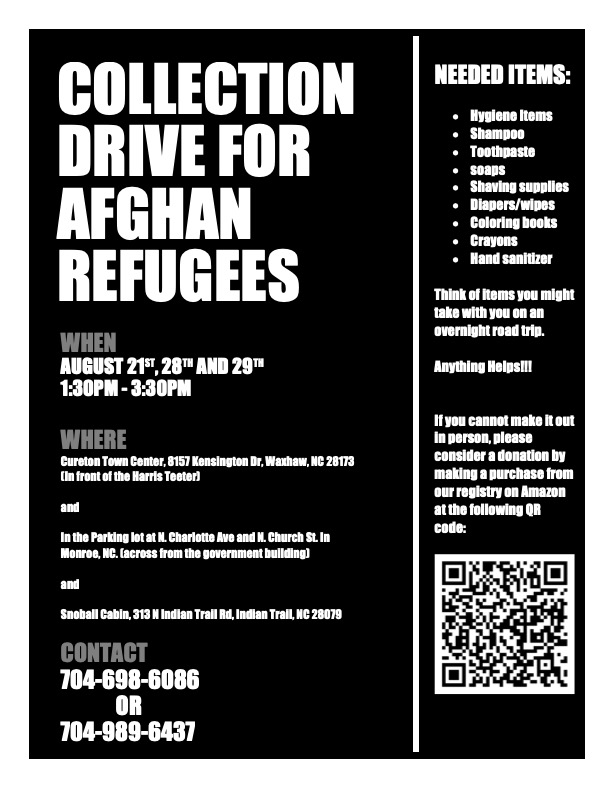 COLLECTION
DRIVE FOR
AFGHAN
REFUGEES
WHEN
AUGUST 21ST, 28TH AND 29TH
1:30PM - 3:30PM
WHERE
Cureton Town Center, 8157 Kensington Dr, Waxhaw, NC 28173
(In front of the Harris Teeter)
and
In the Parking lot at N. Charlotte Ave and N. Church St. In
Monroe, NC. (across from the government building)
and
Snoball Cabin, 313 N Indian Trail Rd, Indian Trail, NC 28079
CONTACT
704-698-6086
OR
704-989-6437
NEEDED ITEMS:
• Hygiene Items
• Shampoo
• Toothpaste
• soaps
• Shaving supplies
• Diapers/wipes
• Coloring books
• Crayons
• Hand sanitizer
Think of items you might
take with you on an
overnight road trip.
Anything Helps!!!
If you cannot make it out
in person, please
consider a donation by
making a purchase from
our registry on Amazon
at the following QR
code: